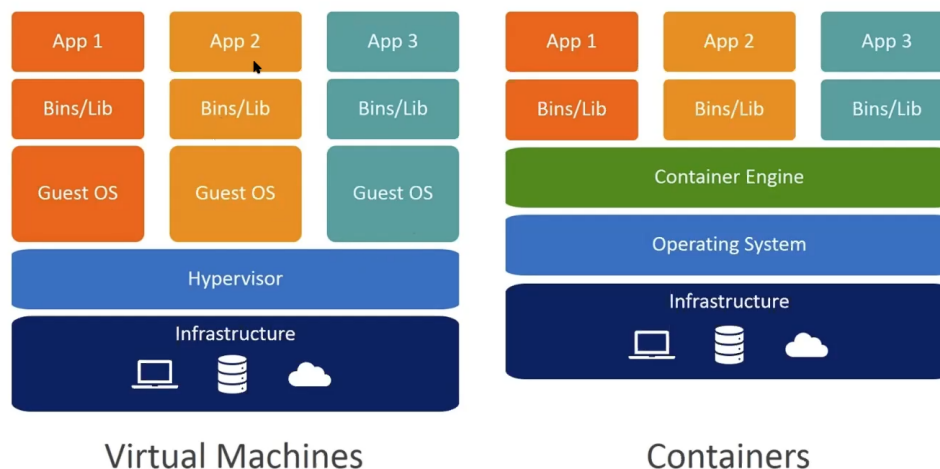 App 1
App 2
App 3
Bins/Lib
Bins/Lib
Bins/Lib
Guest OS
Guest OS
Guest OS
Hypervisor
Infrastructure
Virtual Machines
App 1
App 2
App 3
Bins/Lib
Bins/Lib
Bins/Lib
Container Engine
Operating System
Infrastructure
Containers